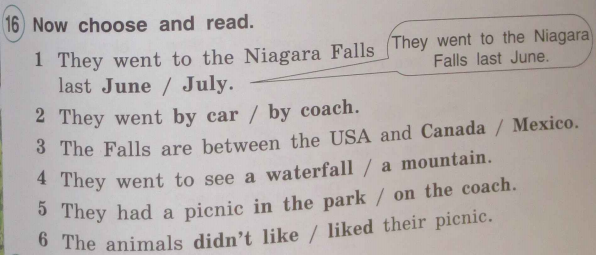 16 Now choose and read.
1 They went to the Niagara Falls
last June / July.
They went to the Niagara
Falls last June.
2 They went by car / by coach.
3 The Falls are between the USA and Canada / Mexico.
4 They went to see a waterfall / a mountain.
5 They had a picnic in the park / on the coach.
6 The animals didn't like / liked their picnic.